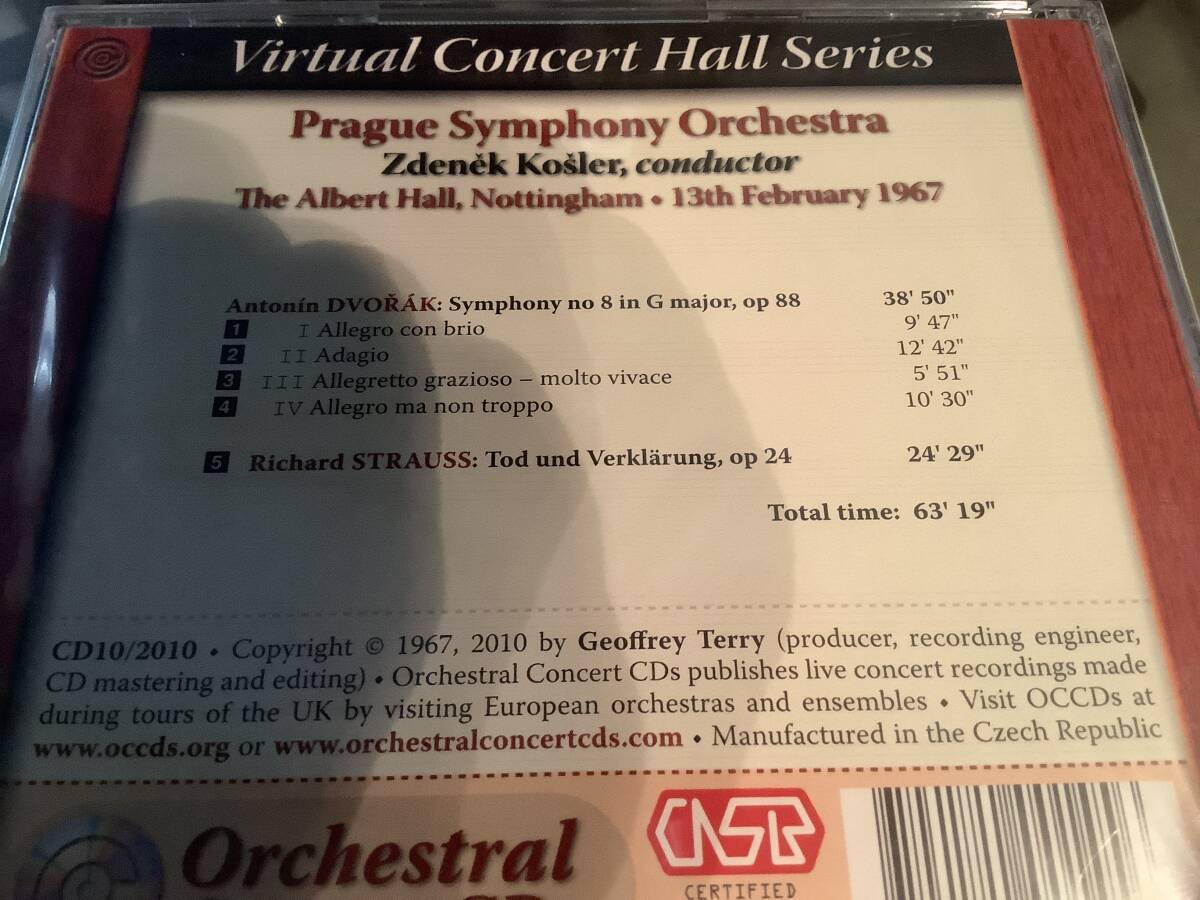 Virtual Concert Hall Series
Prague Symphony Orchestra
Zdeněk Košler, conductor
The Albert Hall, Nottingham • 13th February 1967
Antonín DVOŘÁK: Symphony no 8 in G major, op 88 38' 50"
1 I Allegro con brio 9' 47"
2 II Adagio 12' 42"
3 III Allegretto grazioso – molto vivace 5' 51"
4 IV Allegro ma non troppo 10' 30"
5 Richard STRAUSS: Tod und Verklärung, op 24 24' 29"
Total time: 63' 19"
CD10/2010 • Copyright © 1967, 2010 by Geoffrey Terry (producer, recording engineer,
CD mastering and editing) • Orchestral Concert CDs publishes live concert recordings made
during tours of the UK by visiting European orchestras and ensembles • Visit OCCDs at
www.occds.org or www.orchestralconcertcds.com • Manufactured in the Czech Republic
Orchestral
CERTIFIED